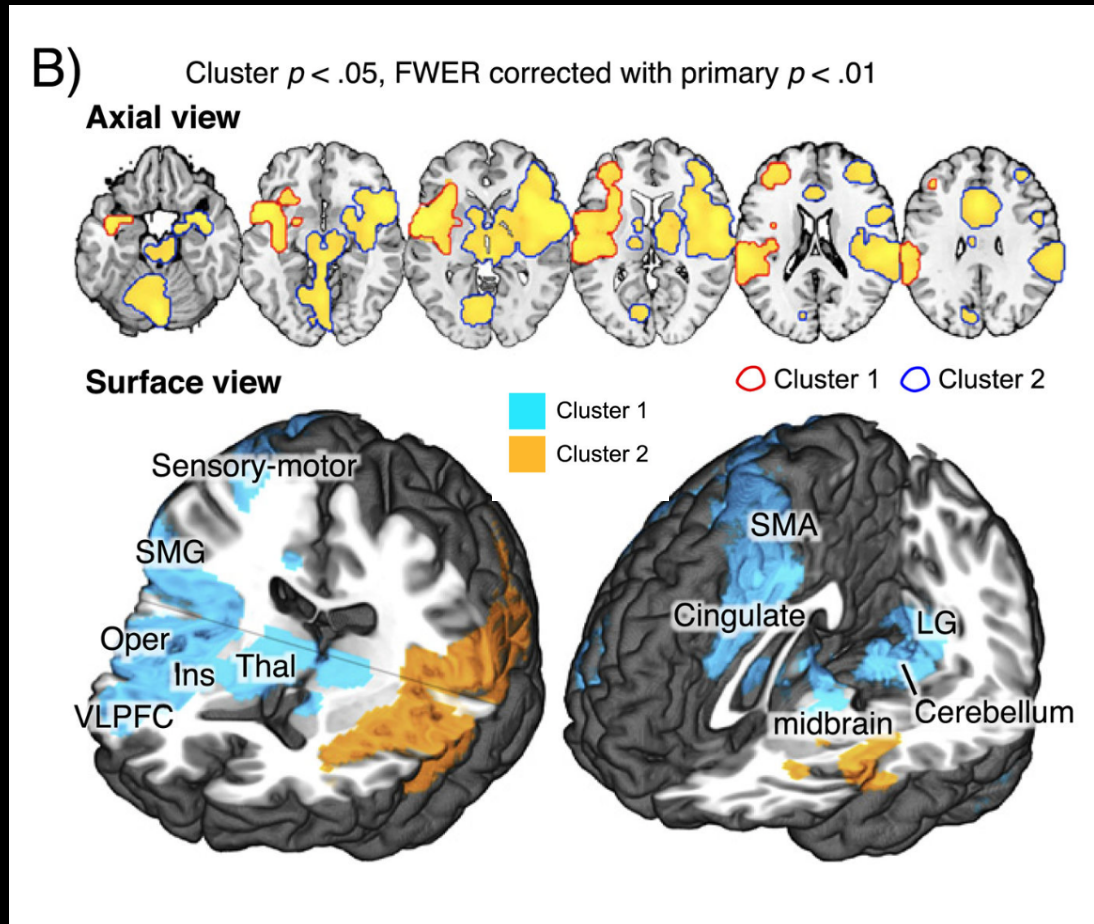 B)
Cluster p < .05, FWER corrected with primary p < .01
Axial view
Cluster 1
Cluster 2
Surface view
Cluster 1
Cluster 2
Sensory-motor
SMG
Oper
Ins
Thal
VLPFC
SMA
Cingulate
LG
midbrain
Cerebellum